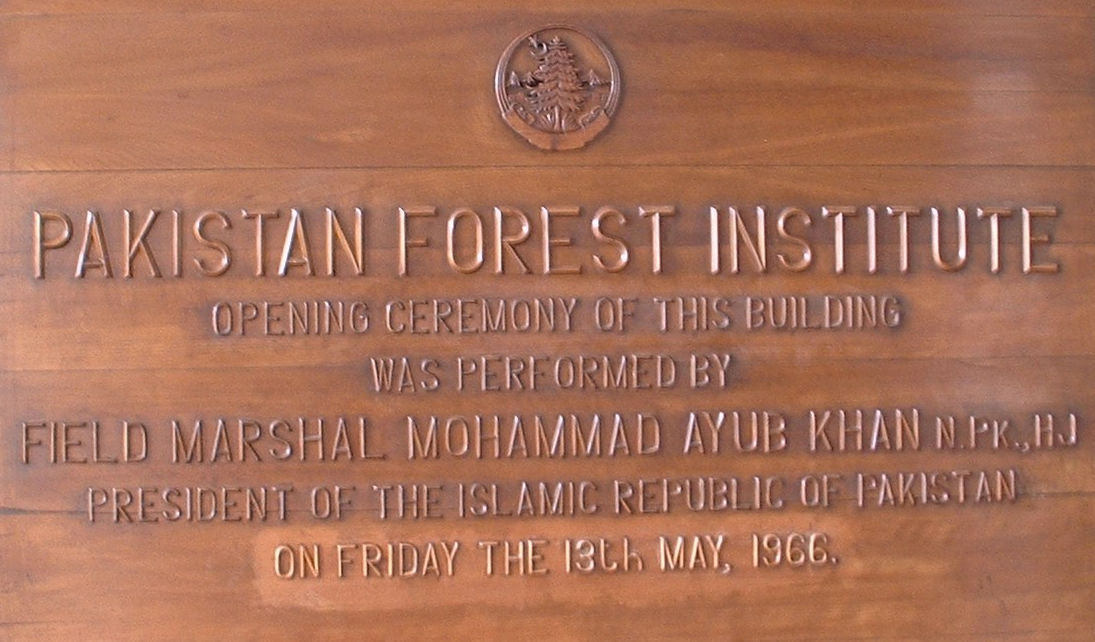 PAKISTAN FOREST INSTITUTE
OPENING CEREMONY OF THIS BUILDING
WAS PERFORMED BY
FIELD MARSHAL MOHAMMAD AYUB KHAN N.PK.,HJ
PRESIDENT OF THE ISLAMIC REPUBLIC OF PAKISTAN
ON FRIDAY THE 13th MAY, 1966.